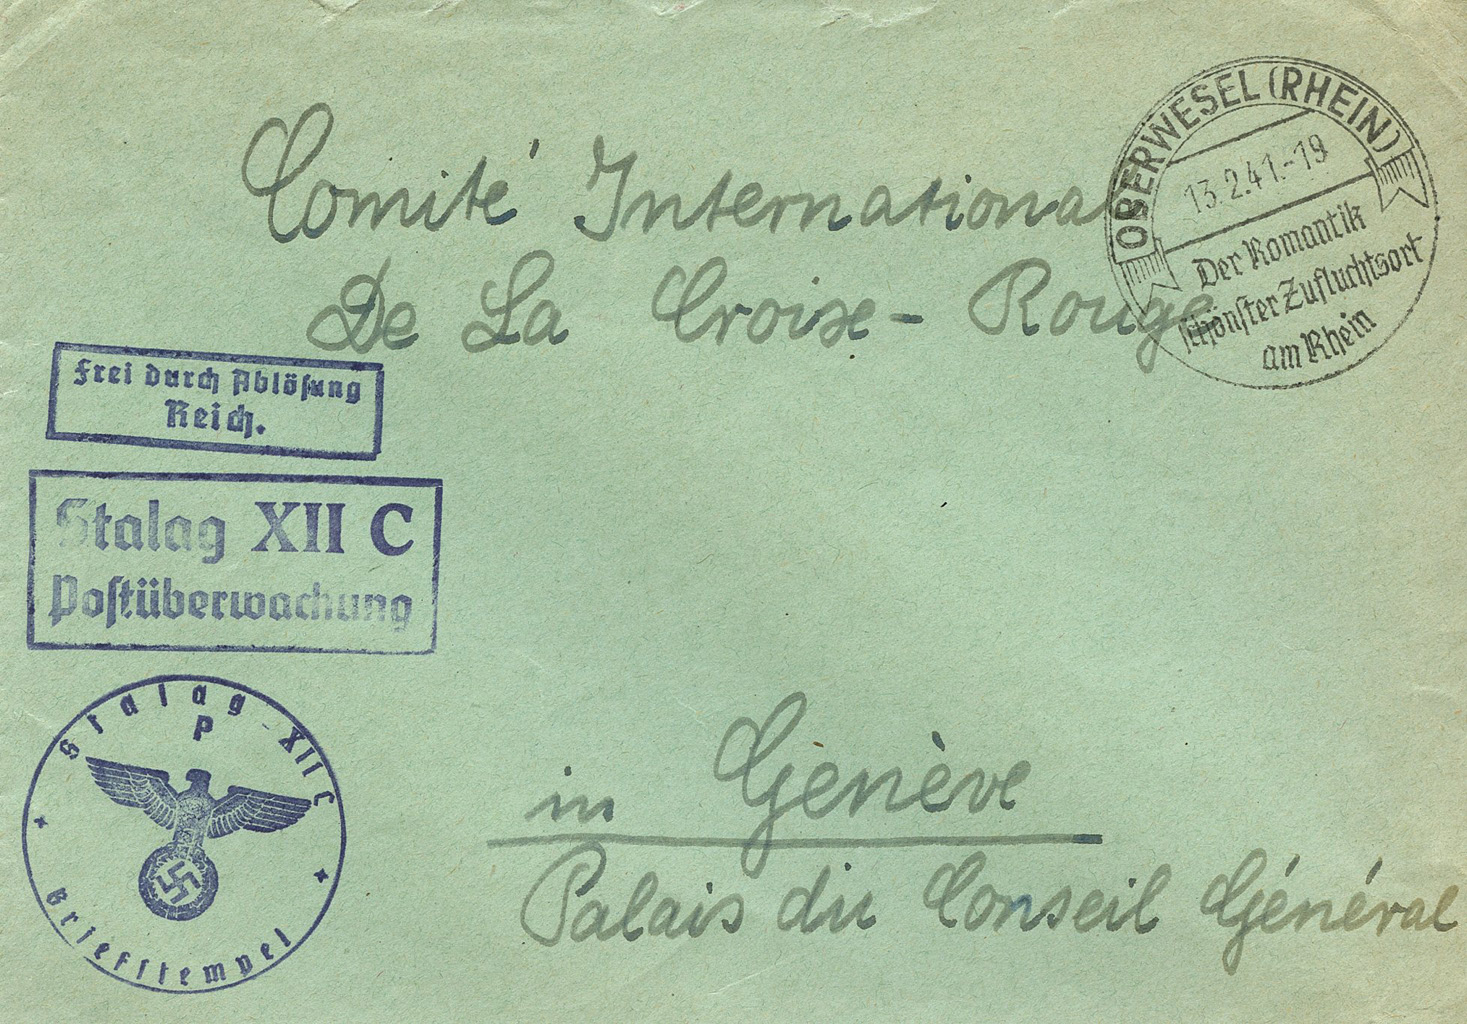 Comité International
De La Croise-Rouge
OBERWESEL (RHEIN)
13.2.41.-19
Der Romantik
schönster Zufluchtsort
am Rhein
Frei durch Ablösung
Reich.
Stalag XII C
Postüberwachung
Stalag-XII C
P
Briefstempel
in Genève
Palais du Conseil Général